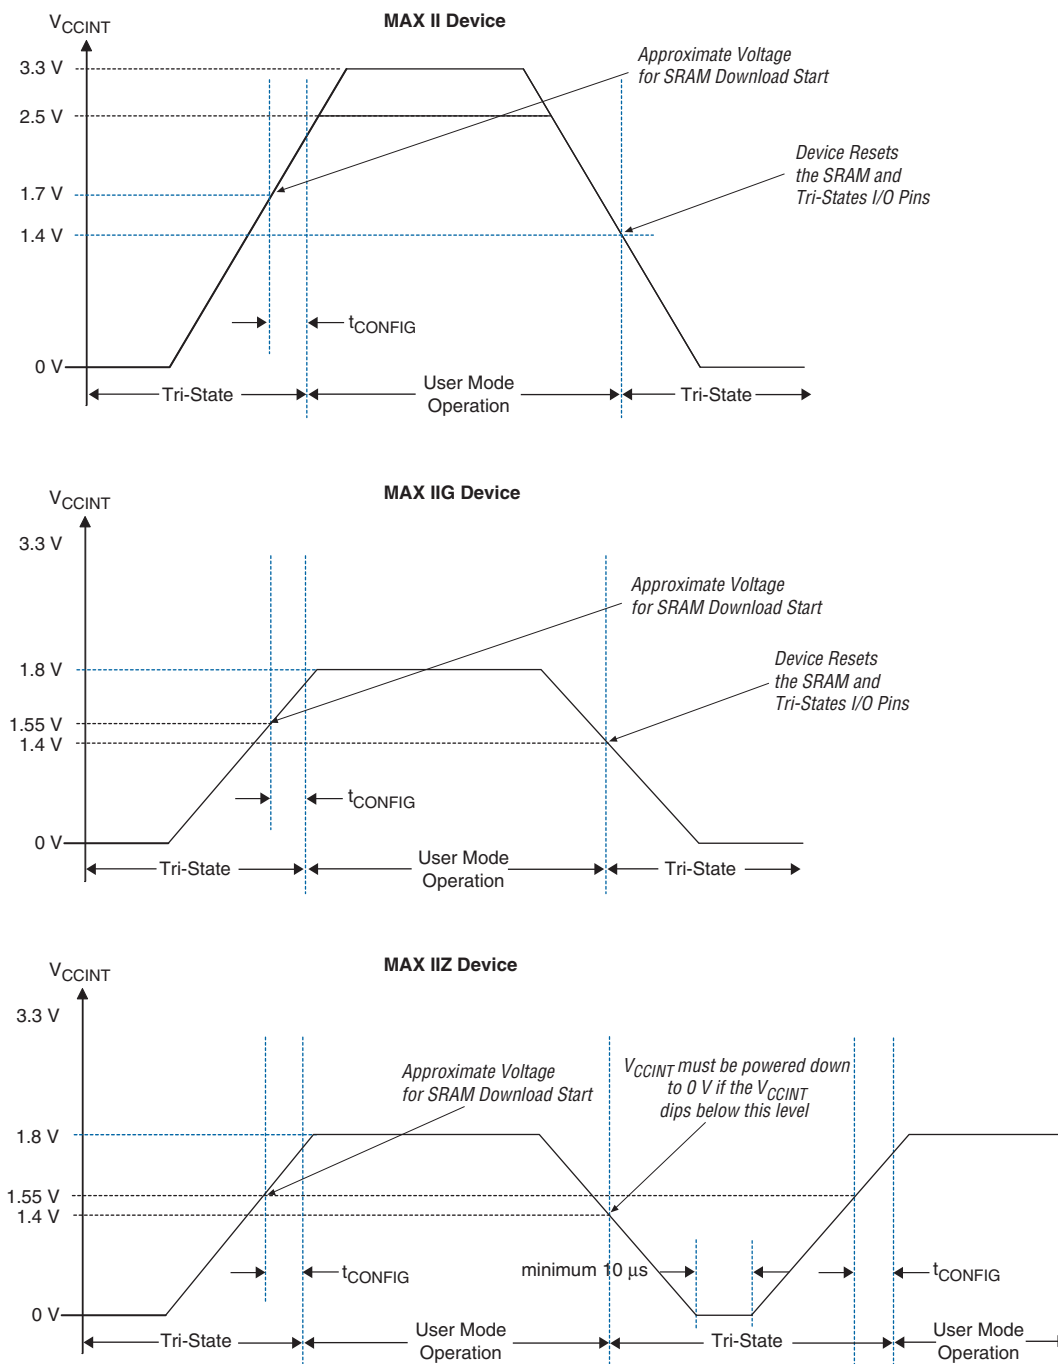 VCCINT
MAX II Device
Approximate Voltage
for SRAM Download Start
3.3 V
2.5 V
Device Resets
the SRAM and
Tri-States I/O Pins
1.7 V
1.4 V
tCONFIG
0 V
Tri-State
User Mode
Operation
Tri-State
VCCINT
MAX IIG Device
3.3 V
Approximate Voltage
for SRAM Download Start
1.8 V
Device Resets
the SRAM and
Tri-States I/O Pins
1.55 V
1.4 V
tCONFIG
0 V
Tri-State
User Mode
Operation
Tri-State
VCCINT
MAX IIZ Device
3.3 V
Approximate Voltage
for SRAM Download Start
VCCINT must be powered down
to 0 V if the VCCINT
dips below this level
1.8 V
1.55 V
1.4 V
tCONFIG
minimum 10 µs
tCONFIG
0 V
Tri-State
User Mode
Operation
Tri-State
User Mode
Operation